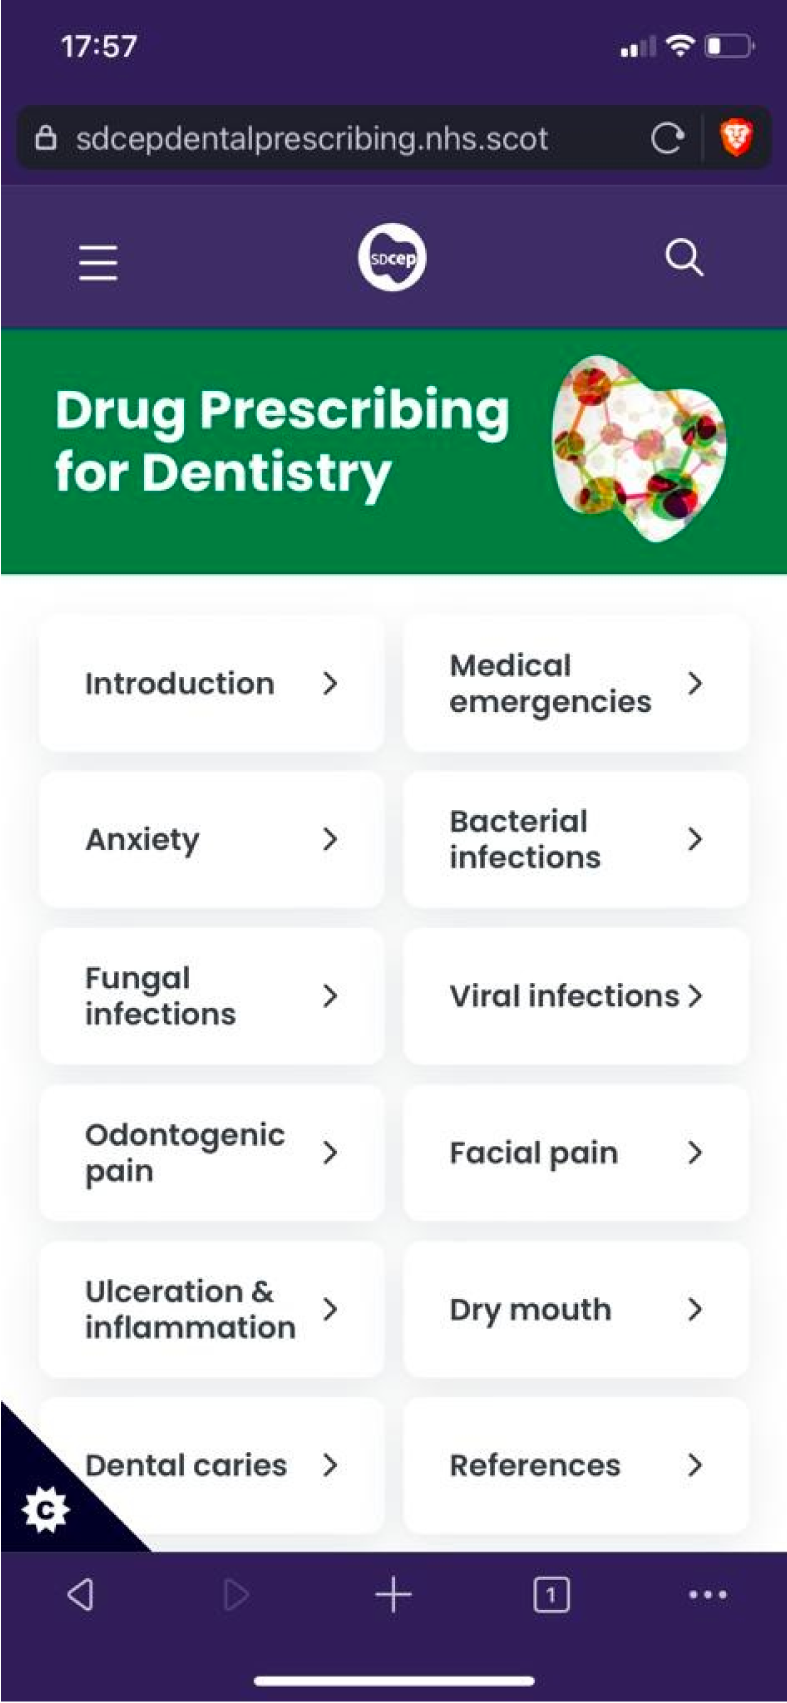 17:57
sdcepdentalprescribing.nhs.scot
SDcep
Drug Prescribing
for Dentistry
Introduction
Medical
emergencies
Anxiety
Bacterial
infections
Fungal
infections
Viral infections
Odontogenic
pain
Facial pain
Ulceration &
inflammation
Dry mouth
Dental caries
References
C
1